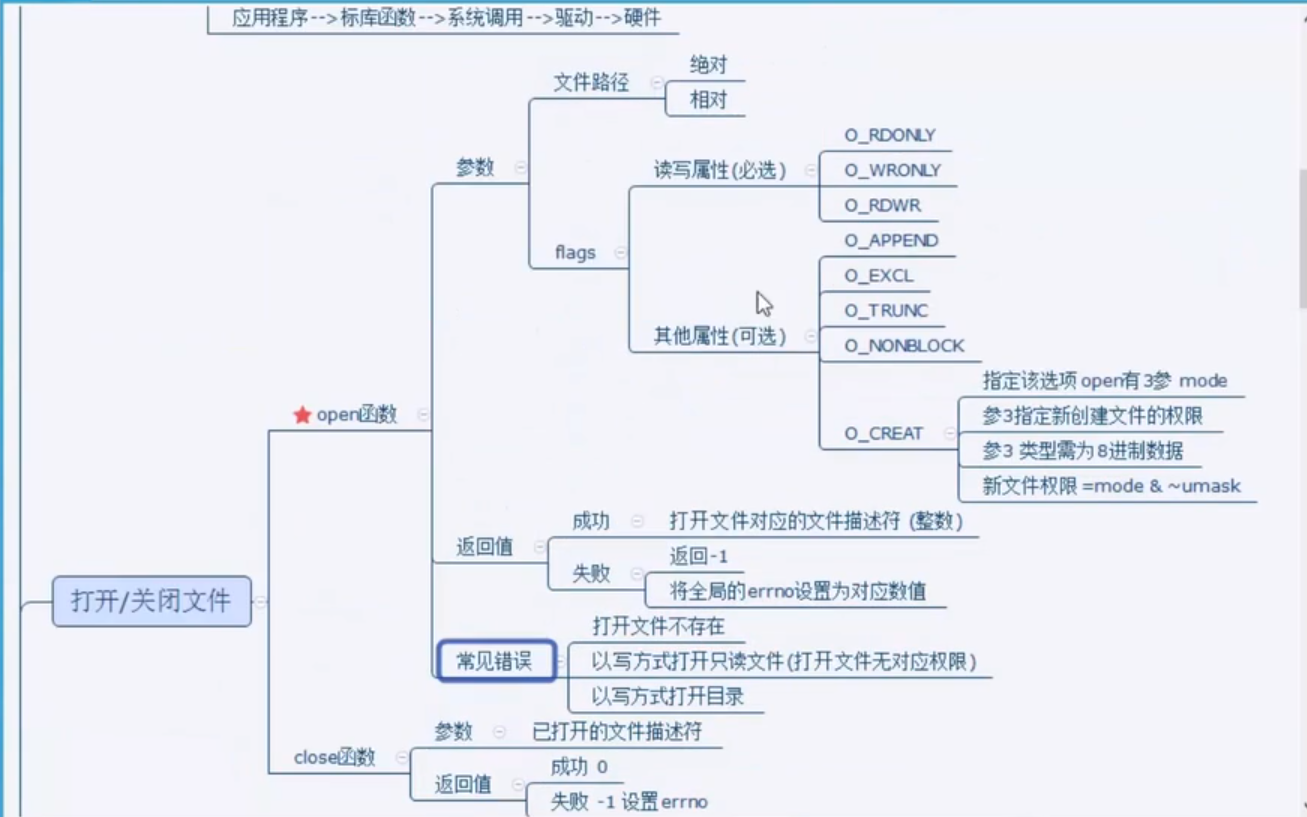 应用程序-->标库函数-->系统调用-->驱动-->硬件
绝对
文件路径
相对
O_RDONLY
参数
读写属性(必选)
O_WRONLY
O_RDWR
O_APPEND
flags
O_EXCL
O_TRUNC
其他属性(可选)
O_NONBLOCK
指定该选项open有3参 mode
★open函数
参3指定新创建文件的权限
O_CREAT
参3 类型需为8进制数据
新文件权限=mode & ~umask
成功
打开文件对应的文件描述符 (整数)
返回值
返回-1
失败
将全局的errno设置为对应数值
打开/关闭文件
打开文件不存在
常见错误
以写方式打开只读文件(打开文件无对应权限)
以写方式打开目录
参数
已打开的文件描述符
close函数
成功 0
返回值
失败 -1 设置errno